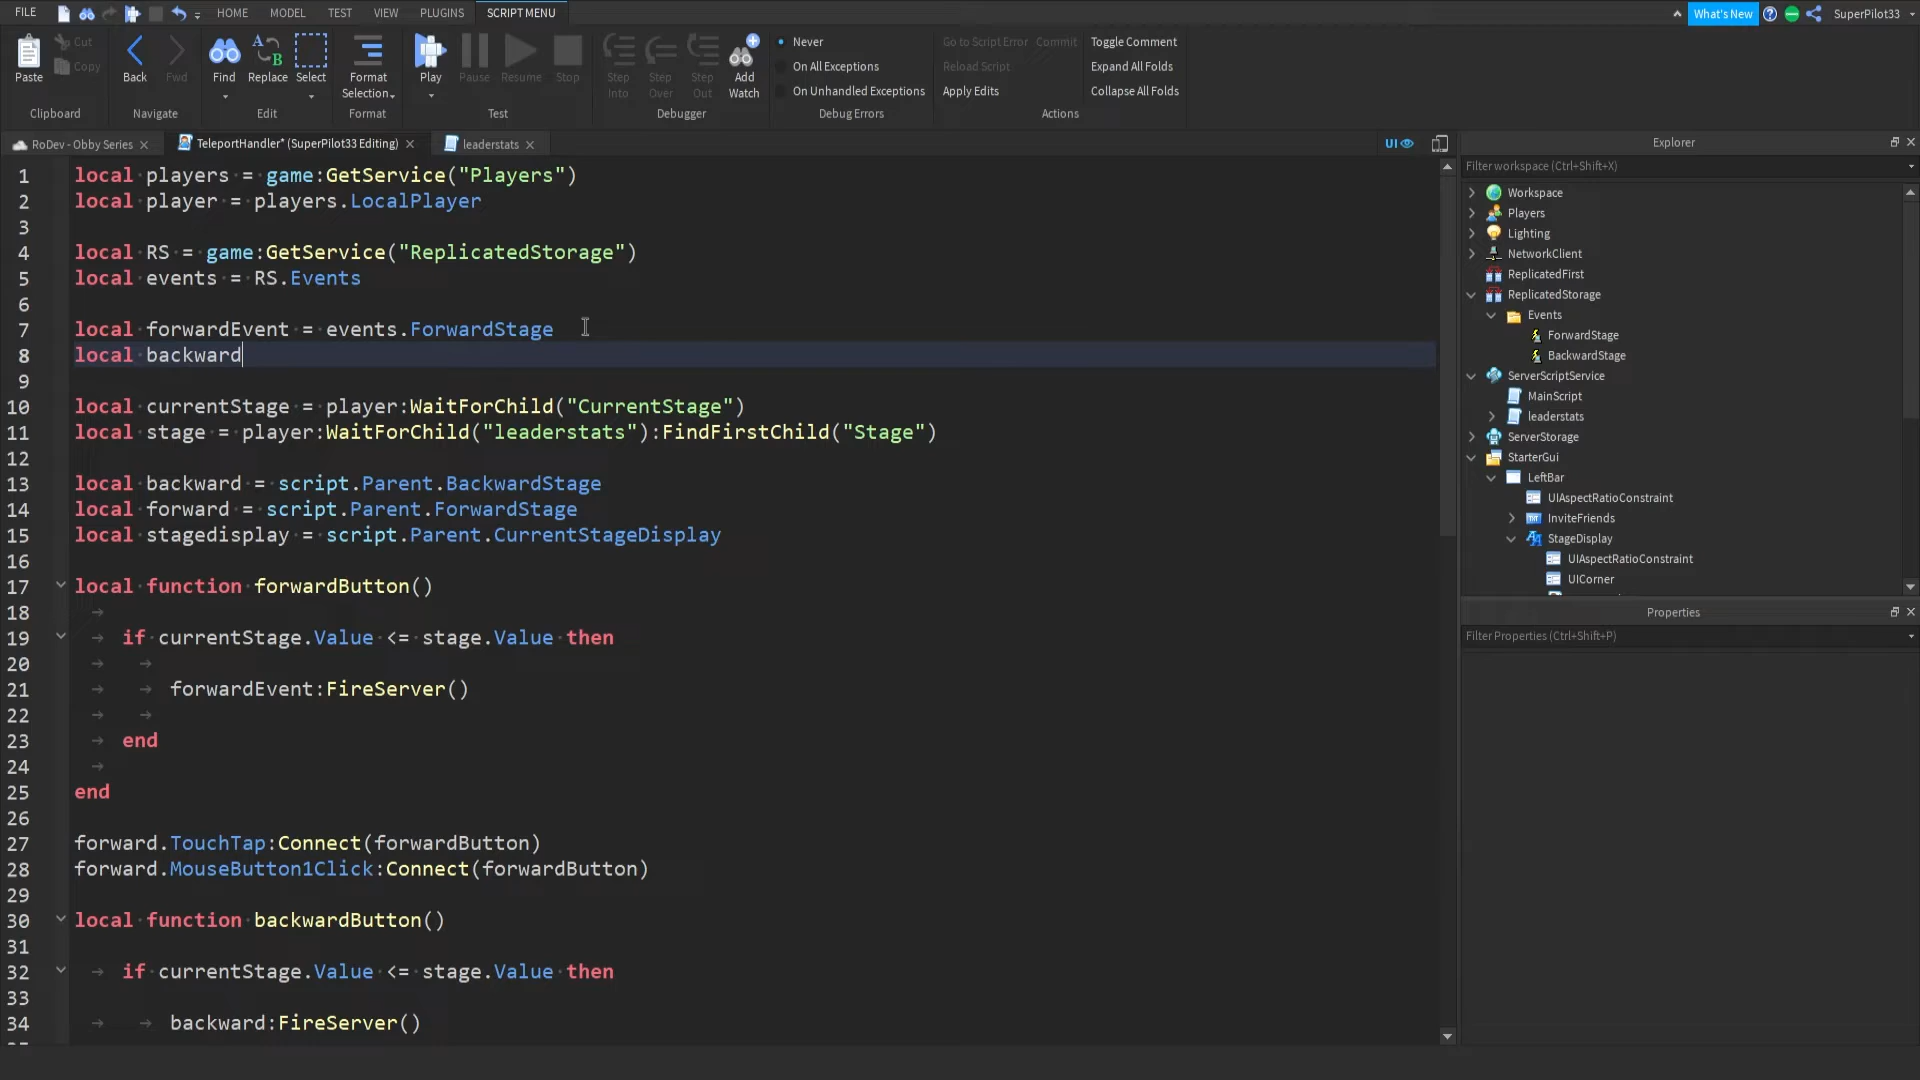 FILE HOME MODEL TEST VIEW PLUGINS SCRIPT MENU What's New SuperPilot33
Paste Cut Copy Clipboard
Back Fwd Navigate
Find Replace Select Edit
Format Selection Format
Play Pause Resume Stop Test
Step Into Step Over Step Out Add Watch Debugger
Never
On All Exceptions
On Unhandled Exceptions
Debug Errors
Go to Script Error Commit Toggle Comment
Reload Script Expand All Folds
Apply Edits Collapse All Folds
Actions
RoDev - Obby Series TeleportHandler* (SuperPilot33 Editing) leaderstats UI
1 local players = game:GetService("Players")
2 local player = players.LocalPlayer
3
4 local RS = game:GetService("ReplicatedStorage")
5 local events = RS.Events
6
7 local forwardEvent = events.ForwardStage
8 local backward
9
10 local currentStage = player:WaitForChild("CurrentStage")
11 local stage = player:WaitForChild("leaderstats"):FindFirstChild("Stage")
12
13 local backward = script.Parent.BackwardStage
14 local forward = script.Parent.ForwardStage
15 local stagedisplay = script.Parent.CurrentStageDisplay
16
17 local function forwardButton()
18
19 if currentStage.Value <= stage.Value then
20
21 forwardEvent:FireServer()
22
23 end
24
25 end
26
27 forward.TouchTap:Connect(forwardButton)
28 forward.MouseButton1Click:Connect(forwardButton)
29
30 local function backwardButton()
31
32 if currentStage.Value <= stage.Value then
33
34 backward:FireServer()
Explorer
Filter workspace (Ctrl+Shift+X)
Workspace
Players
Lighting
NetworkClient
ReplicatedFirst
ReplicatedStorage
Events
ForwardStage
BackwardStage
ServerScriptService
MainScript
leaderstats
ServerStorage
StarterGui
LeftBar
UIAspectRatioConstraint
InviteFriends
StageDisplay
UIAspectRatioConstraint
UICorner
Properties
Filter Properties (Ctrl+Shift+P)